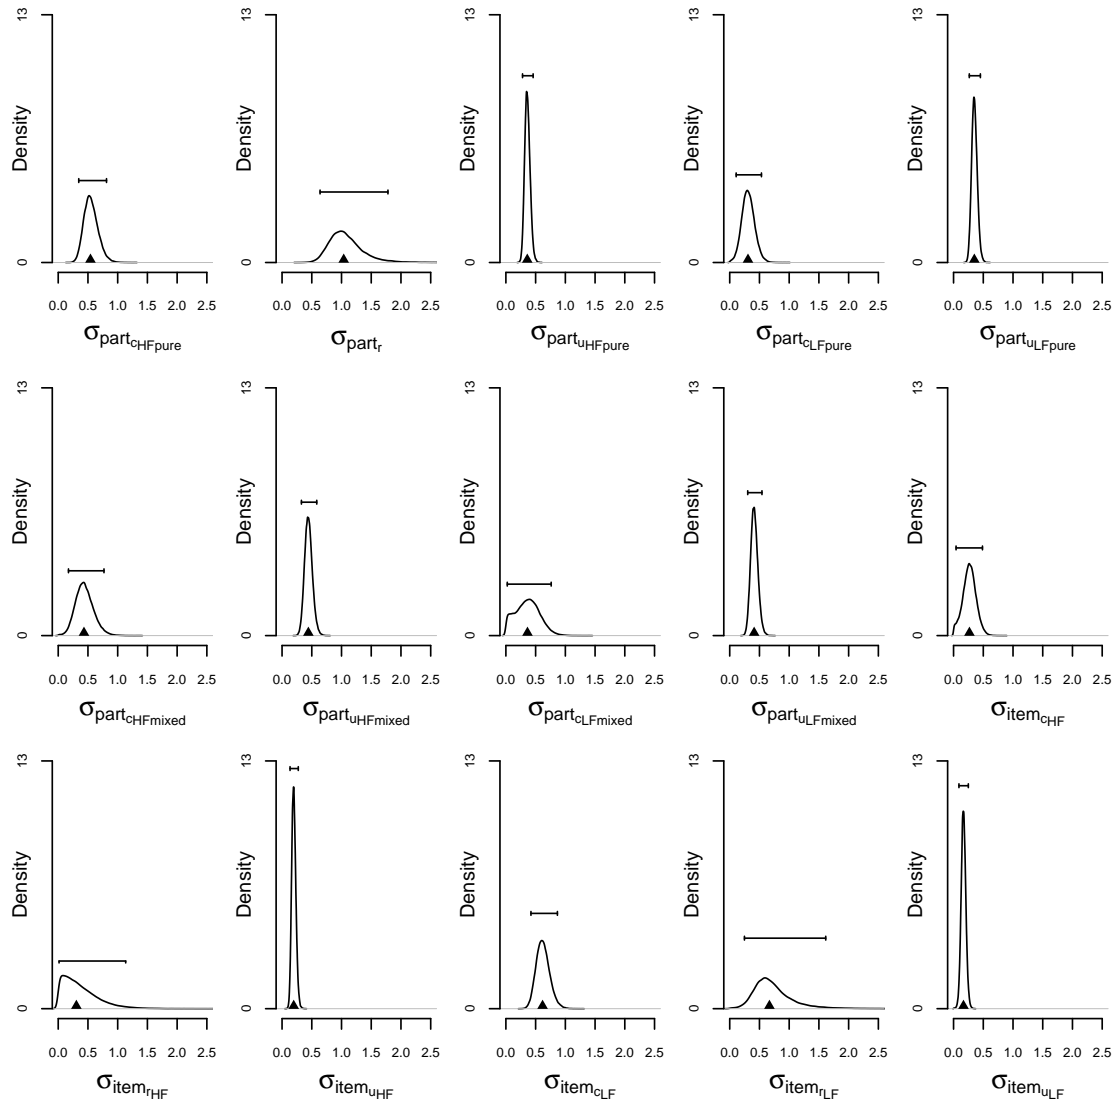 13 13 13 13 13
Density Density Density Density Density
0 0 0 0 0
0.0 0.5 1.0 1.5 2.0 2.5 0.0 0.5 1.0 1.5 2.0 2.5 0.0 0.5 1.0 1.5 2.0 2.5 0.0 0.5 1.0 1.5 2.0 2.5 0.0 0.5 1.0 1.5 2.0 2.5
σpartcHFpure σpartr σpartuHFpure σpartcLFpure σpartuLFpure
13 13 13 13 13
Density Density Density Density Density
0 0 0 0 0
0.0 0.5 1.0 1.5 2.0 2.5 0.0 0.5 1.0 1.5 2.0 2.5 0.0 0.5 1.0 1.5 2.0 2.5 0.0 0.5 1.0 1.5 2.0 2.5 0.0 0.5 1.0 1.5 2.0 2.5
σpartcHFmixed σpartuHFmixed σpartcLFmixed σpartuLFmixed σitemcHF
13 13 13 13 13
Density Density Density Density Density
0 0 0 0 0
0.0 0.5 1.0 1.5 2.0 2.5 0.0 0.5 1.0 1.5 2.0 2.5 0.0 0.5 1.0 1.5 2.0 2.5 0.0 0.5 1.0 1.5 2.0 2.5 0.0 0.5 1.0 1.5 2.0 2.5
σitemrHF σitemuHF σitemcLF σitemrLF σitemuLF